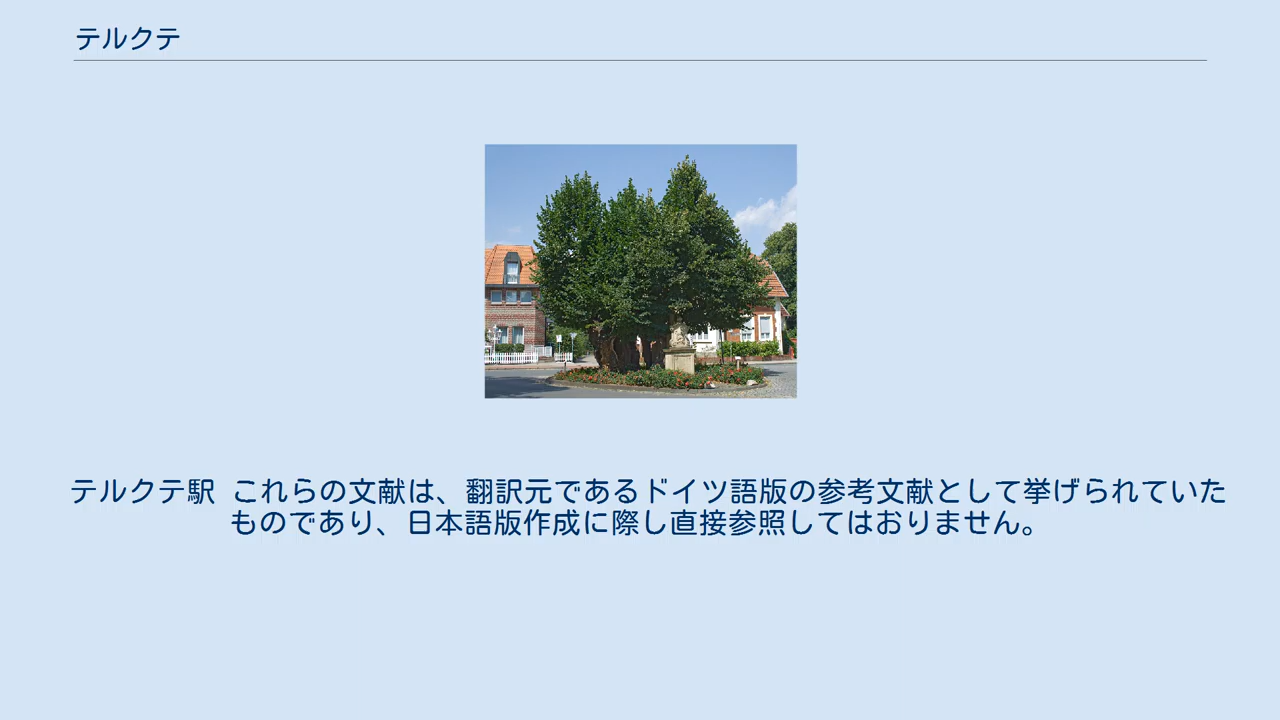 テルクテ
テルクテ駅 これらの文献は、翻訳元であるドイツ語版の参考文献として挙げられていた
ものであり、日本語版作成に際し直接参照してはおりません。